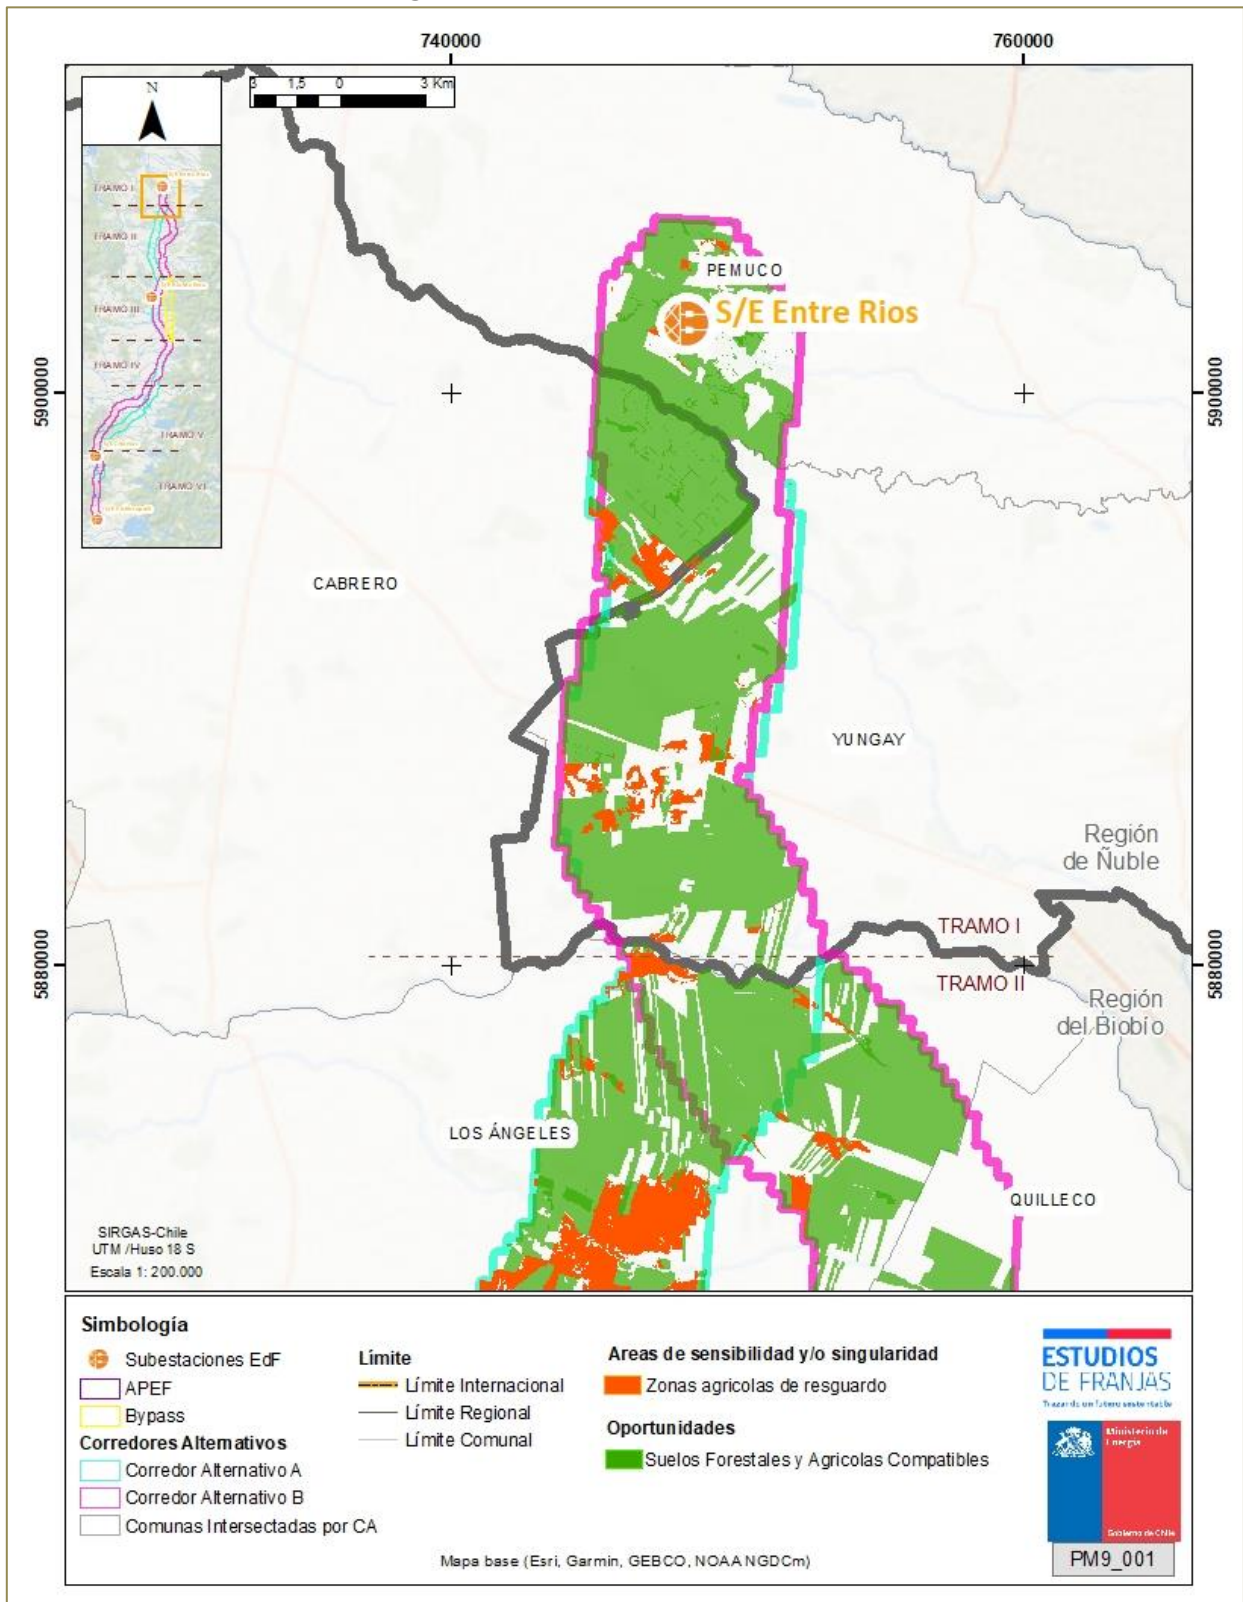 740000
760000
N
3 1,5 0 3 Km
TRAMO I
TRAMO II
TRAMO III
TRAMO IV
TRAMO V
TRAMO VI
PEMUCO
S/E Entre Rios
5900000
5900000
CABRERO
YUNGAY
Región
de Ñuble
TRAMO I
5880000
5880000
TRAMO II
Región
del Biobío
LOS ÁNGELES
QUILLECO
SIRGAS-Chile
UTM /Huso 18 S
Escala 1: 200.000
Simbología
Subestaciones EdF
APEF
Bypass
Corredores Alternativos
Corredor Alternativo A
Corredor Alternativo B
Comunas Intersectadas por CA
Límite
Límite Internacional
Límite Regional
Límite Comunal
Areas de sensibilidad y/o singularidad
Zonas agricolas de resguardo
Oportunidades
Suelos Forestales y Agricolas Compatibles
ESTUDIOS
DE FRANJAS
Trazando un futuro sustentable
Ministerio de
Energía
Gobierno de Chile
Mapa base (Esri, Garmin, GEBCO, NOAA NGDCm)
PM9_001